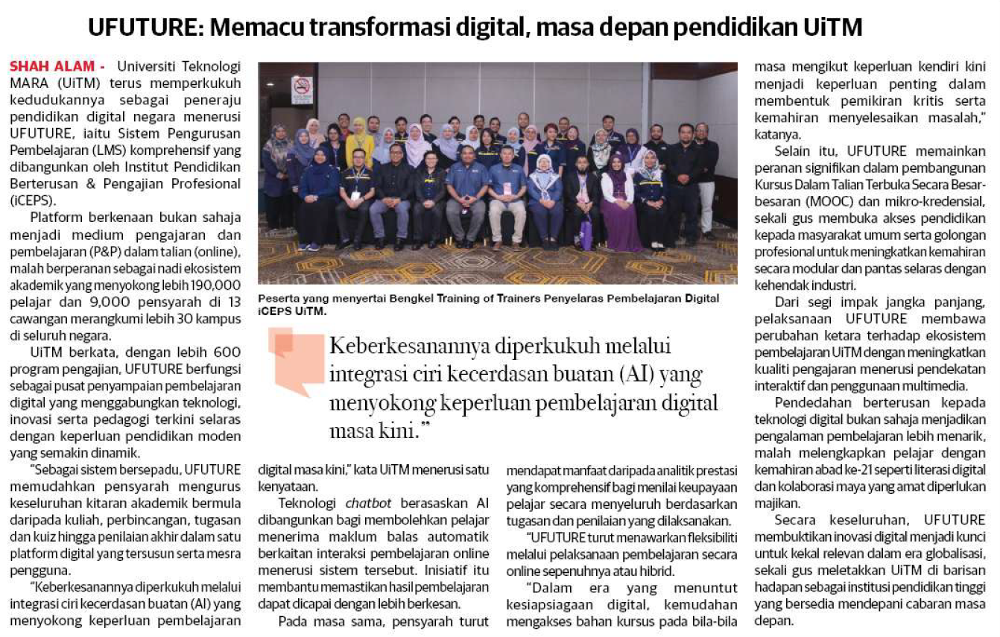 UFUTURE: Memacu transformasi digital, masa depan pendidikan UiTM
SHAH ALAM - Universiti Teknologi
MARA (UiTM) terus memperkukuh
kedudukannya sebagai peneraju
pendidikan digital negara menerusi
UFUTURE, iaitu Sistem Pengurusan
Pembelajaran (LMS) komprehensif yang
dibangunkan oleh Institut Pendidikan
Berterusan & Pengajian Profesional
(iCEPS).
Platform berkenaan bukan sahaja
menjadi medium pengajaran dan
pembelajaran (P&P) dalam talian (online),
malah berperanan sebagai nadi ekosistem
akademik yang menyokong lebih 190,000
pelajar dan 9,000 pensyarah di 13
cawangan merangkumi lebih 30 kampus
di seluruh negara.
UiTM berkata, dengan lebih 600
program pengajian, UFUTURE berfungsi
sebagai pusat penyampaian pembelajaran
digital yang menggabungkan teknologi,
inovasi serta pedagogi terkini selaras
dengan keperluan pendidikan moden
yang semakin dinamik.
"Sebagai sistem bersepadu, UFUTURE
memudahkan pensyarah mengurus
keseluruhan kitaran akademik bermula
daripada kuliah, perbincangan, tugasan
dan kuiz hingga penilaian akhir dalam satu
platform digital yang tersusun serta mesra
pengguna.
"Keberkesanannya diperkukuh melalui
integrasi ciri kecerdasan buatan (AI) yang
menyokong keperluan pembelajaran
Peserta yang menyertai Bengkel Training of Trainers Penyelaras Pembelajaran Digital
iCEPS UiTM.
Keberkesanannya diperkukuh melalui
integrasi ciri kecerdasan buatan (AI) yang
menyokong keperluan pembelajaran digital
masa kini."
digital masa kini," kata UiTM menerusi satu
kenyataan.
Teknologi chatbot berasaskan AI
dibangunkan bagi membolehkan pelajar
menerima maklum balas automatik
berkaitan interaksi pembelajaran online
menerusi sistem tersebut. Inisiatif itu
membantu memastikan hasil pembelajaran
dapat dicapai dengan lebih berkesan.
Pada masa sama, pensyarah turut
mendapat manfaat daripada analitik prestasi
yang komprehensif bagi menilai keupayaan
pelajar secara menyeluruh berdasarkan
tugasan dan penilaian yang dilaksanakan.
"UFUTURE turut menawarkan fleksibiliti
melalui pelaksanaan pembelajaran secara
online sepenuhnya atau hibrid.
"Dalam era yang menuntut
kesiapsiagaan digital, kemudahan
mengakses bahan kursus pada bila-bila
masa mengikut keperluan kendiri kini
menjadi keperluan penting dalam
membentuk pemikiran kritis serta
kemahiran menyelesaikan masalah,"
katanya.
Selain itu, UFUTURE memainkan
peranan signifikan dalam pembangunan
Kursus Dalam Talian Terbuka Secara Besar-
besaran (MOOC) dan mikro-kredensial,
sekali gus membuka akses pendidikan
kepada masyarakat umum serta golongan
profesional untuk meningkatkan kemahiran
secara modular dan pantas selaras dengan
kehendak industri.
Dari segi impak jangka panjang,
pelaksanaan UFUTURE membawa
perubahan ketara terhadap ekosistem
pembelajaran UiTM dengan meningkatkan
kualiti pengajaran menerusi pendekatan
interaktif dan penggunaan multimedia.
Pendedahan berterusan kepada
teknologi digital bukan sahaja menjadikan
pengalaman pembelajaran lebih menarik,
malah melengkapkan pelajar dengan
kemahiran abad ke-21 seperti literasi digital
dan kolaborasi maya yang amat diperlukan
majikan.
Secara keseluruhan, UFUTURE
membuktikan inovasi digital menjadi kunci
untuk kekal relevan dalam era globalisasi,
sekali gus meletakkan UiTM di barisan
hadapan sebagai institusi pendidikan tinggi
yang bersedia mendepani cabaran masa
depan.